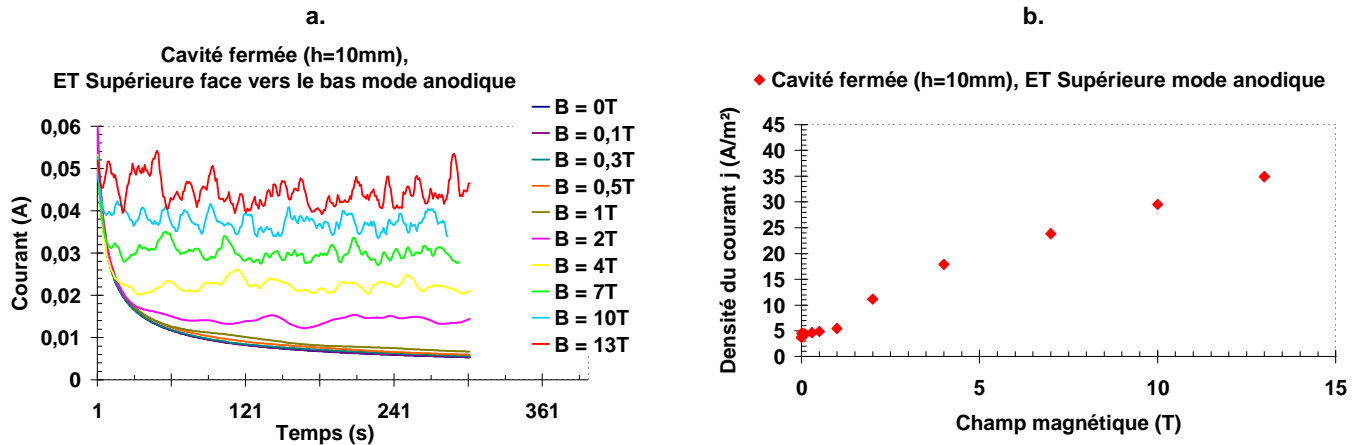 a.
Cavité fermée (h=10mm),
ET Supérieure face vers le bas mode anodique
Courant (A)
0,06
0,05
0,04
0,03
0,02
0,01
0
1
121
241
361
Temps (s)
B = 0T
B = 0,1T
B = 0,3T
B = 0,5T
B = 1T
B = 2T
B = 4T
B = 7T
B = 10T
B = 13T
b.
Cavité fermée (h=10mm), ET Supérieure mode anodique
Densité du courant j (A/m²)
45
40
35
30
25
20
15
10
5
0
0
5
10
15
Champ magnétique (T)